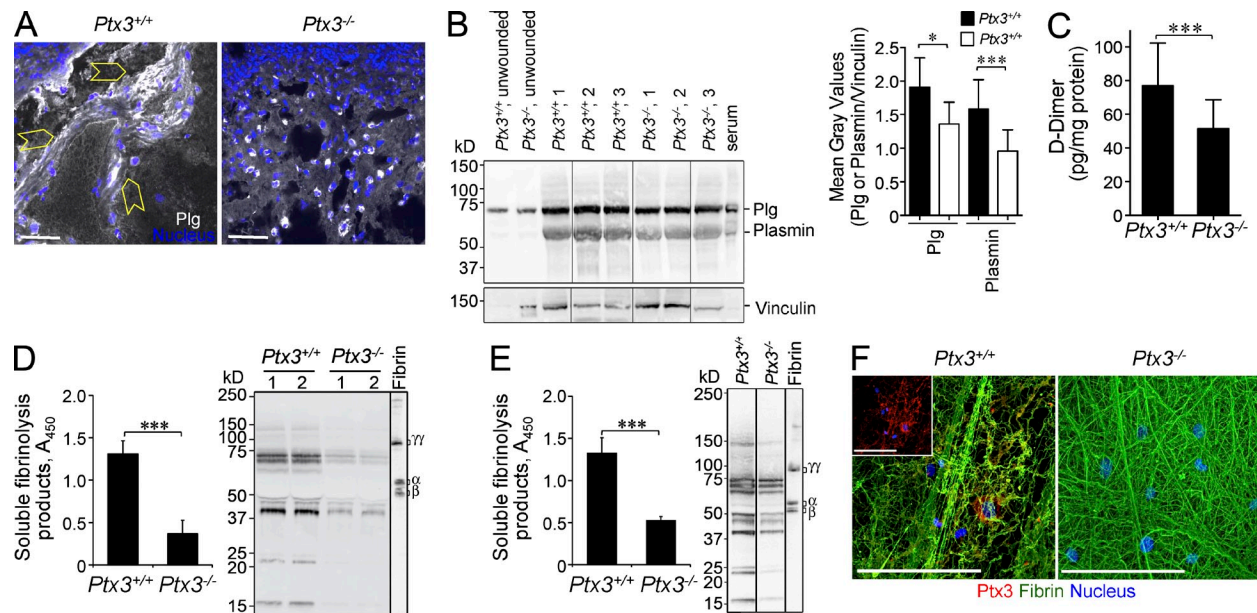 A
Ptx3+/+
Ptx3-/-
Plg
Nucleus
B
Ptx3+/+, unwounded
Ptx3-/-, unwounded
Ptx3+/+, 1
Ptx3+/+, 2
Ptx3+/+, 3
Ptx3-/-, 1
Ptx3-/-, 2
Ptx3-/-, 3
serum
kD
150
100
75
50
37
150
Plg
Plasmin
Vinculin
Ptx3+/+
Ptx3+/+
Mean Gray Values
(Plg or Plasmin/Vinculin)
2.5
2.0
1.5
1.0
0.5
0
*
***
Plg
Plasmin
C
D-Dimer
(pg/mg protein)
100
80
60
40
20
0
***
Ptx3+/+ Ptx3-/-
D
Soluble fibrinolysis
products, A450
2.0
1.5
1.0
0.5
0
***
Ptx3+/+ Ptx3-/-
Ptx3+/+ Ptx3-/- Fibrin
1 2 1 2
kD
250
150
100
75
50
37
25
20
15
γγ
α
β
E
Soluble fibrinolysis
products, A450
2.0
1.5
1.0
0.5
0
***
Ptx3+/+ Ptx3-/-
Ptx3+/+
Ptx3-/-
Fibrin
kD
250
150
100
75
50
37
25
20
15
γγ
α
β
F
Ptx3+/+
Ptx3-/-
Ptx3 Fibrin Nucleus